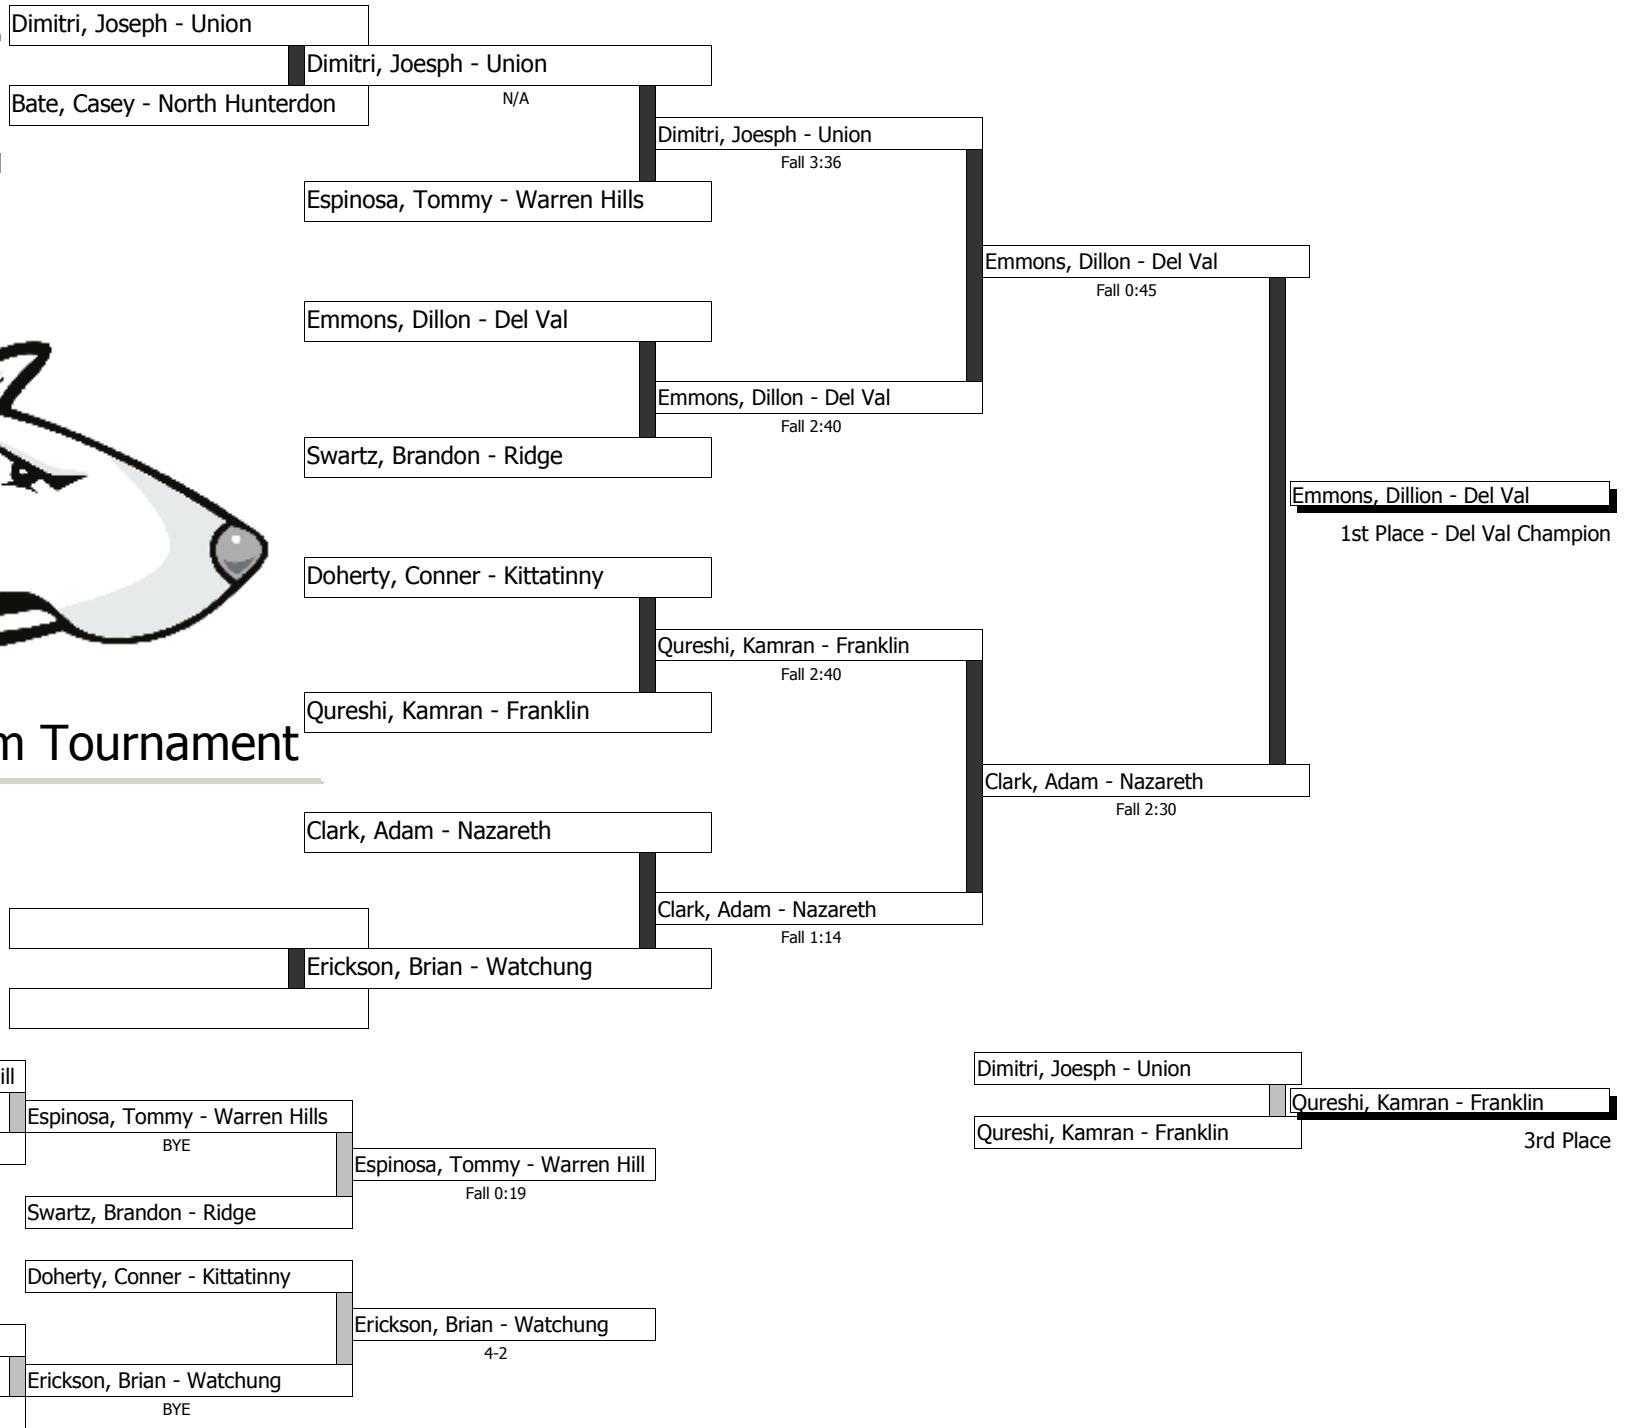 Dimitri, Joseph - Union
Dimitri, Joesph - Union
Bate, Casey - North Hunterdon
N/A
Dimitri, Joesph - Union
Fall 3:36
Espinosa, Tommy - Warren Hills
Emmons, Dillon - Del Val
Fall 0:45
Emmons, Dillon - Del Val
Emmons, Dillon - Del Val
Fall 2:40
Swartz, Brandon - Ridge
Emmons, Dillion - Del Val
1st Place - Del Val Champion
Doherty, Conner - Kittatinny
Qureshi, Kamran - Franklin
Fall 2:40
Qureshi, Kamran - Franklin
m Tournament
Clark, Adam - Nazareth
Fall 2:30
Clark, Adam - Nazareth
Clark, Adam - Nazareth
Fall 1:14
Erickson, Brian - Watchung
Dimitri, Joesph - Union
Qureshi, Kamran - Franklin
Qureshi, Kamran - Franklin
3rd Place
ill
Espinosa, Tommy - Warren Hills
BYE
Espinosa, Tommy - Warren Hill
Fall 0:19
Swartz, Brandon - Ridge
Doherty, Conner - Kittatinny
Erickson, Brian - Watchung
4-2
Erickson, Brian - Watchung
BYE